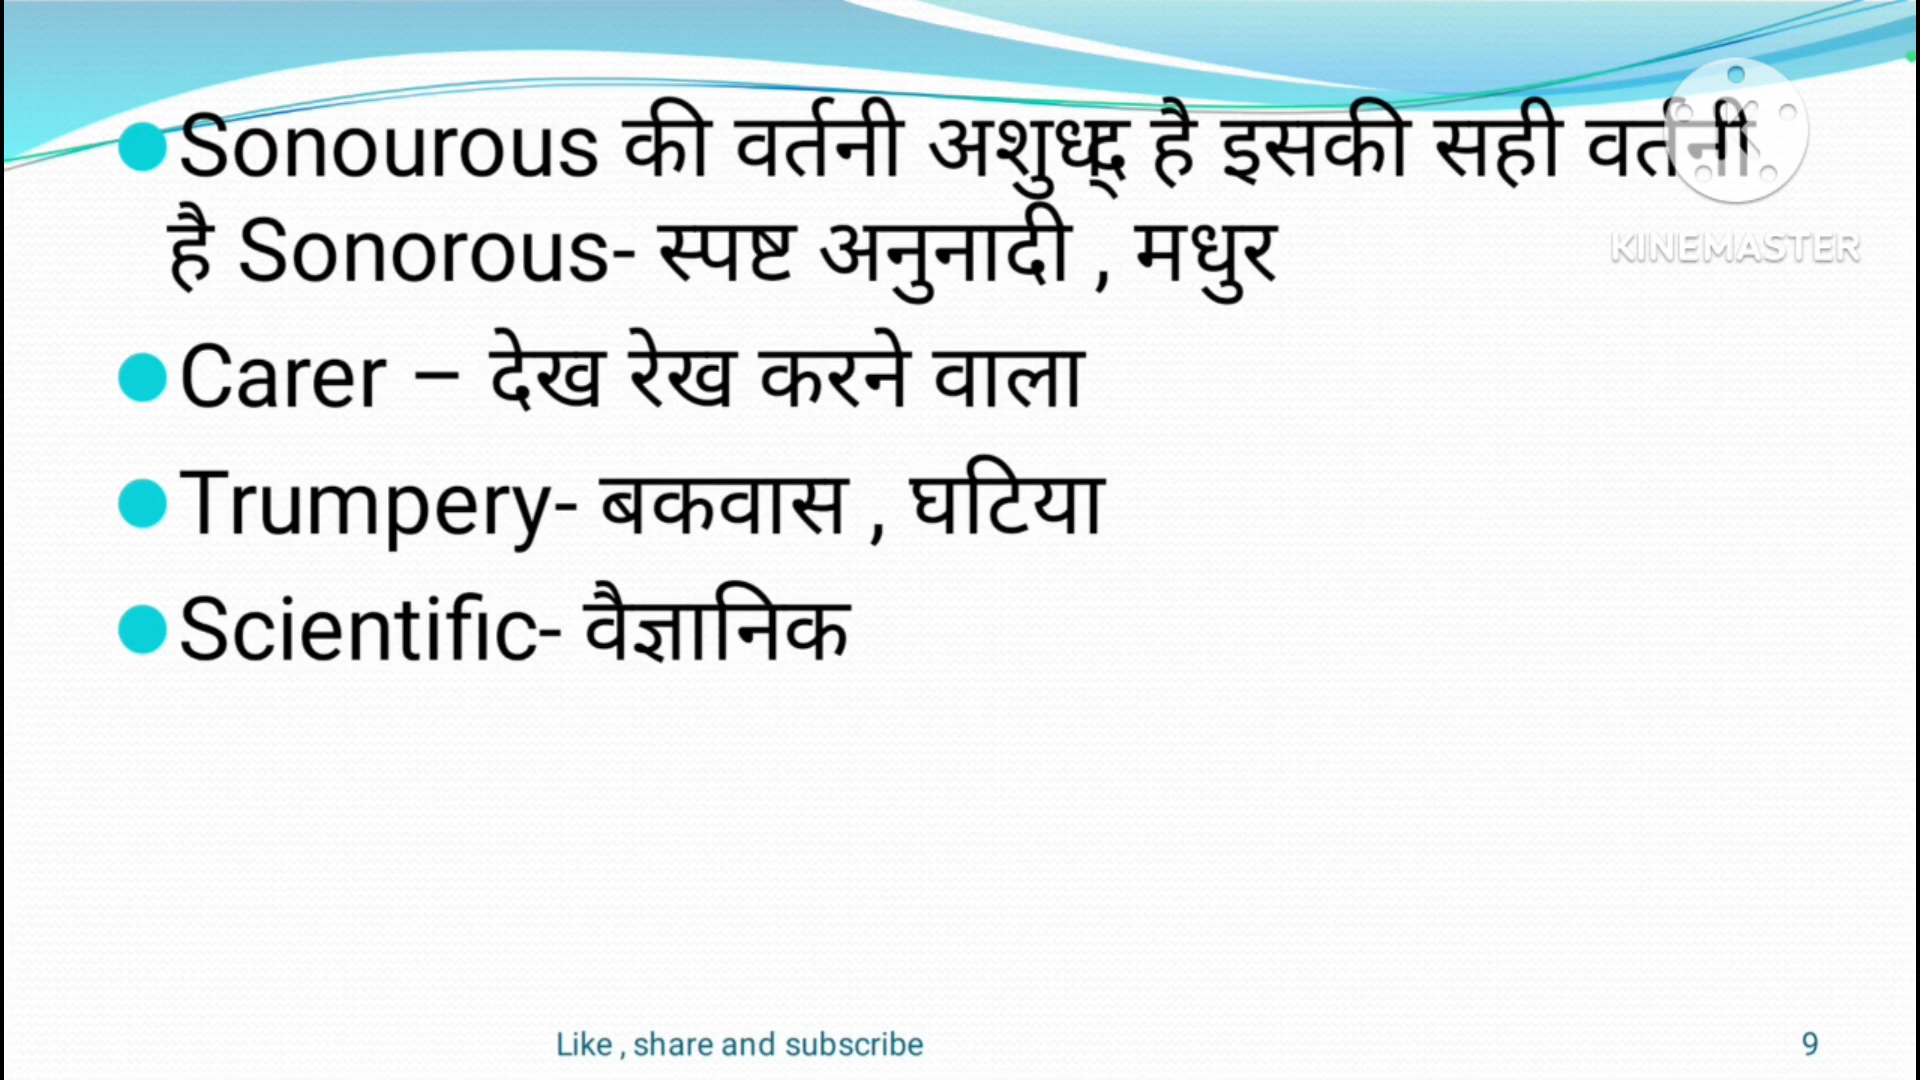 Sonourous की वर्तनी अशुध्द् है इसकी सही वर्तनी
है Sonorous- स्पष्ट अनुनादी , मधुर
KINEMASTER
Carer – देख रेख करने वाला
Trumpery- बकवास , घटिया
Scientific- वैज्ञानिक
Like , share and subscribe
9